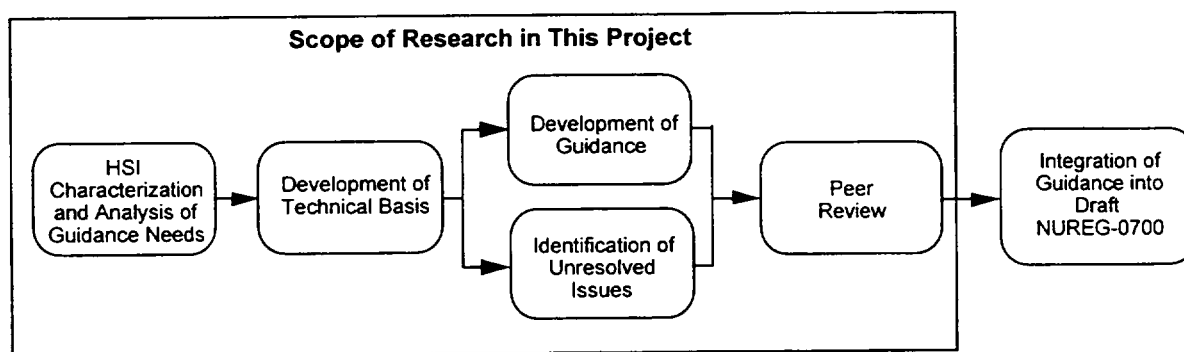 Scope of Research in This Project
HSI
Characterization
and Analysis of
Guidance Needs
Development of
Technical Basis
Development of
Guidance
Identification of
Unresolved
Issues
Peer
Review
Integration of
Guidance into
Draft
NUREG-0700